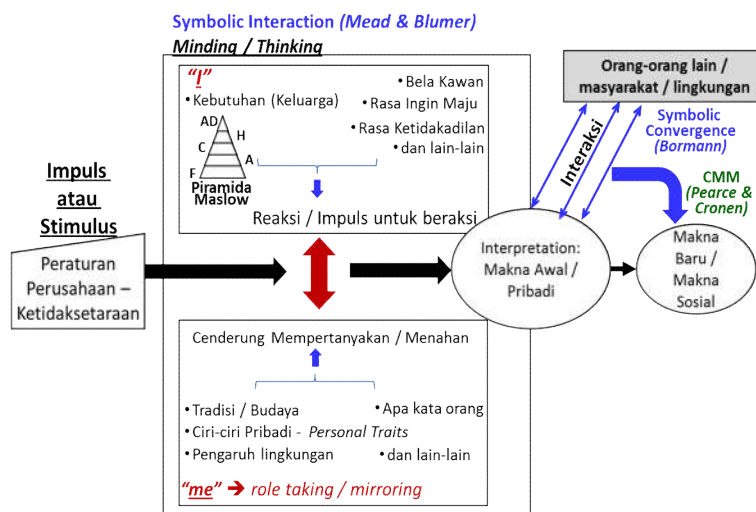 Symbolic Interaction (Mead & Blumer)
Minding / Thinking
"I"
• Kebutuhan (Keluarga)
AD
H
C
A
F
Piramida
Maslow
• Bela Kawan
• Rasa Ingin Maju
• Rasa Ketidakadilan
• dan lain-lain
Reaksi / Impuls untuk beraksi
Impuls
atau
Stimulus
Peraturan
Perusahaan –
Ketidaksetaraan
Cenderung Mempertanyakan / Menahan
• Tradisi / Budaya
• Ciri-ciri Pribadi - Personal Traits
• Pengaruh lingkungan
• Apa kata orang
• dan lain-lain
"me" ➔ role taking / mirroring
Orang-orang lain /
masyarakat / lingkungan
Interaksi
Symbolic
Convergence
(Bormann)
CMM
(Pearce &
Cronen)
Interpretation:
Makna Awal /
Pribadi
Makna
Baru /
Makna
Sosial